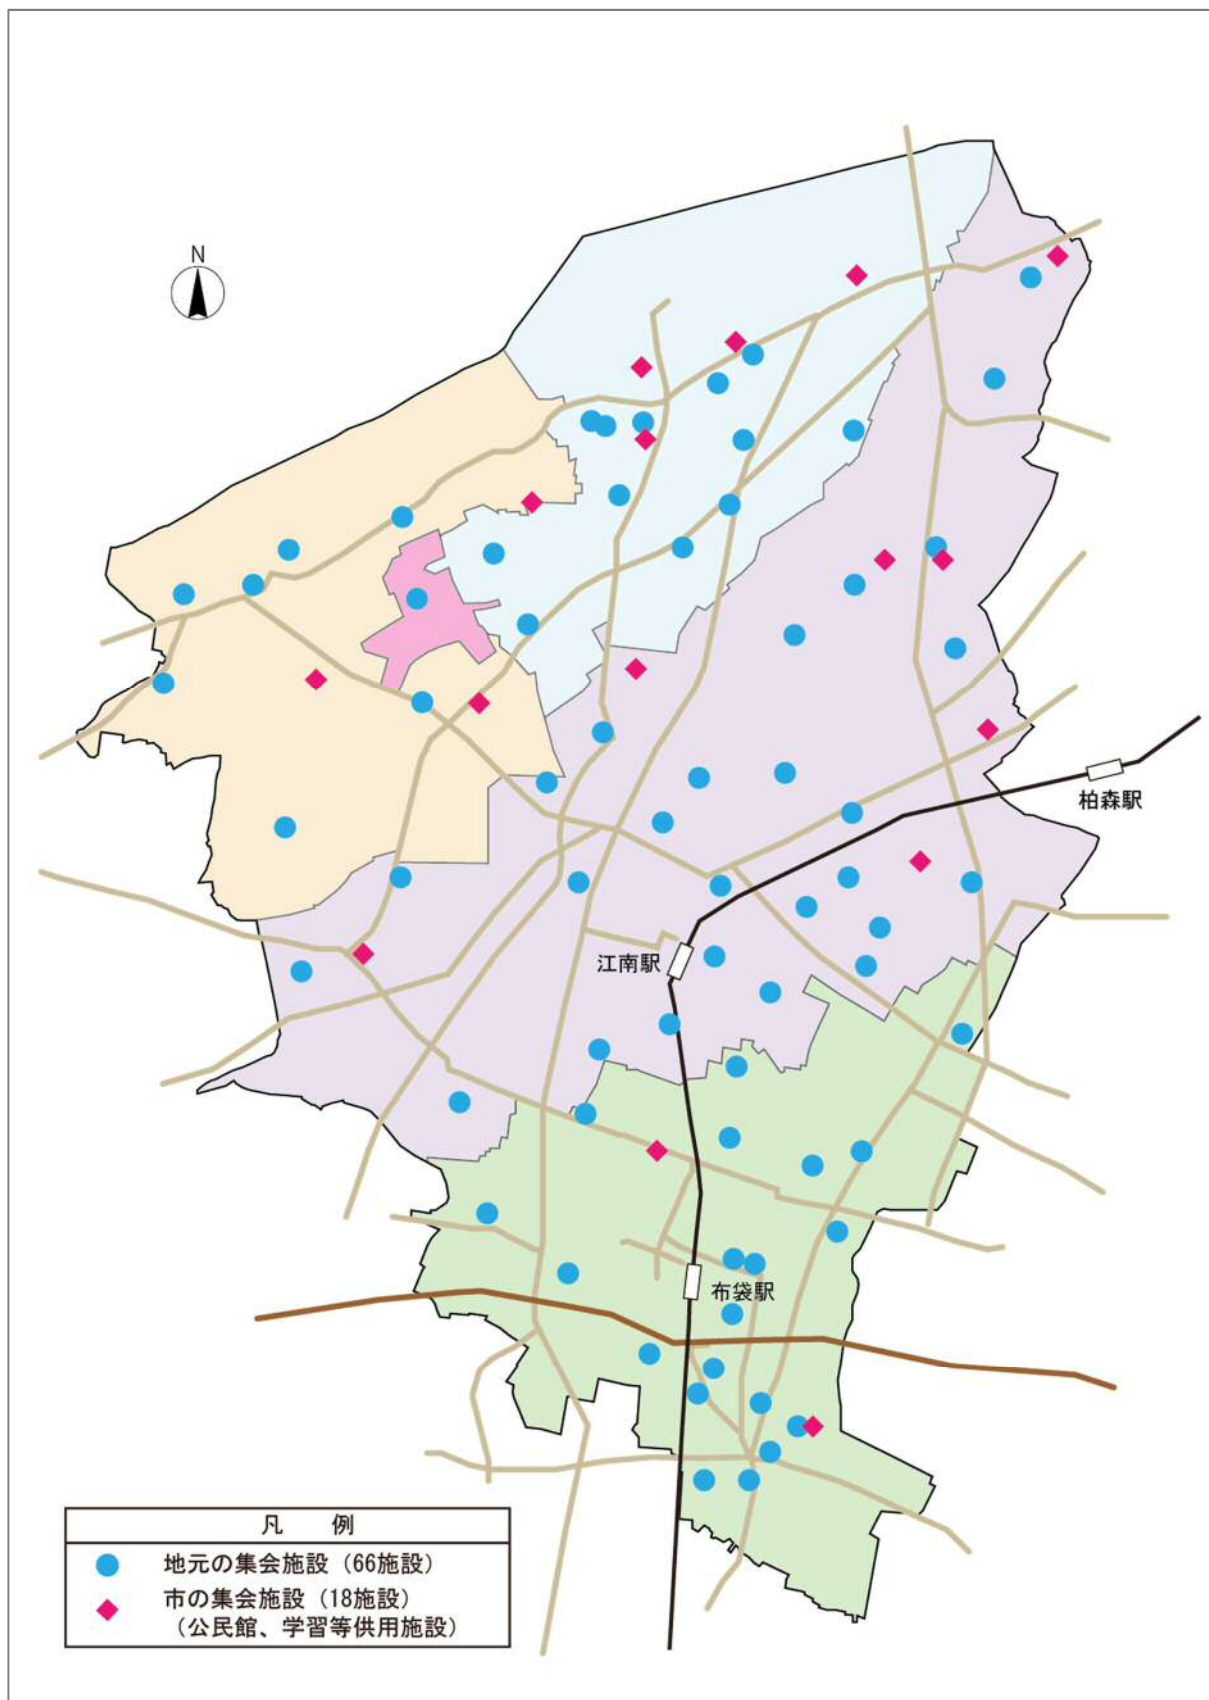 N
柏森駅
江南駅
布袋駅
凡 例
地元の集会施設（66施設）
市の集会施設（18施設）
（公民館、学習等供用施設）